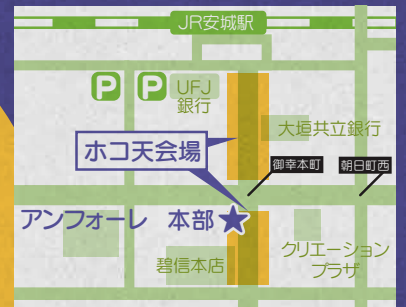 JR安城駅
P
P
UFJ
銀行
大垣共立銀行
ホコ天会場
御幸本町
朝日町西
アンフォーレ 本部
碧信本店
クリエーション
プラザ